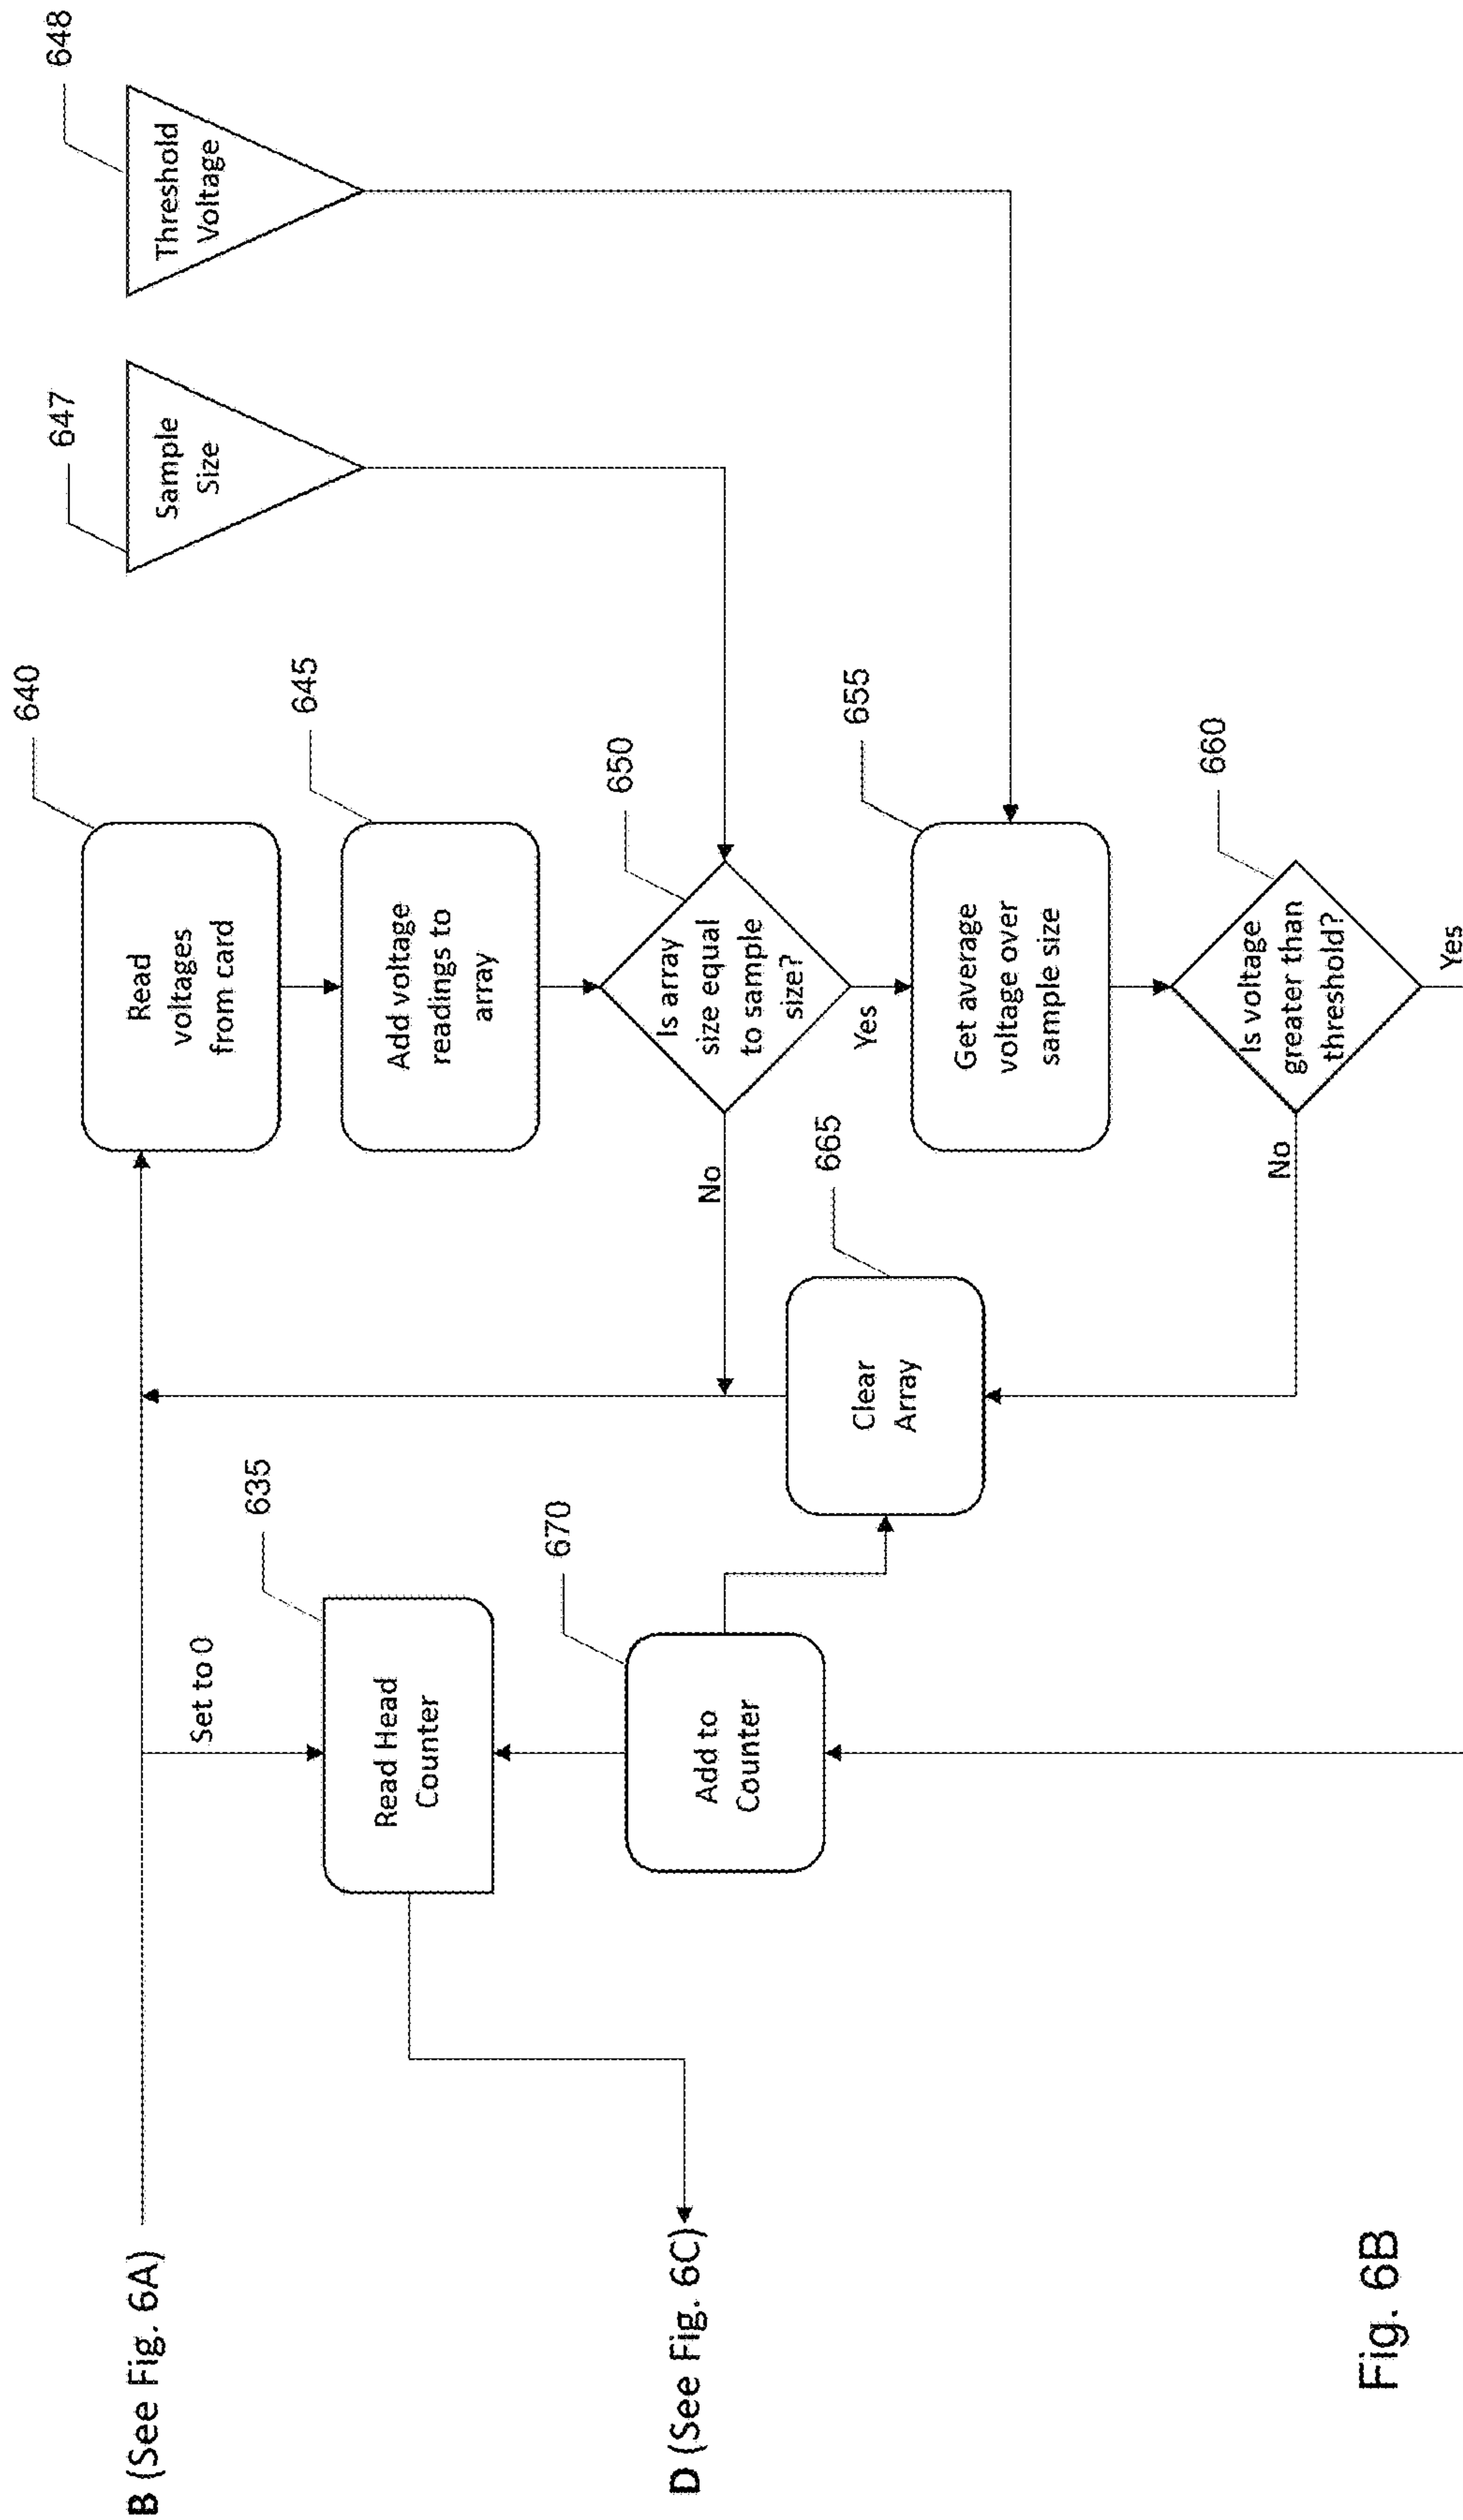 B (See Fig. 6A)
Set to 0
635
Read Head
Counter
D (See Fig. 6C)
670
Add to
Counter
665
Clear
Array
640
Read
voltages
from card
645
Add voltage
readings to
array
647
Sample
Size
648
Threshold
Voltage
650
Is array
size equal
to sample
size?
No
Yes
655
Get average
voltage over
sample size
660
Is voltage
greater than
threshold?
No
Yes
Fig. 6B